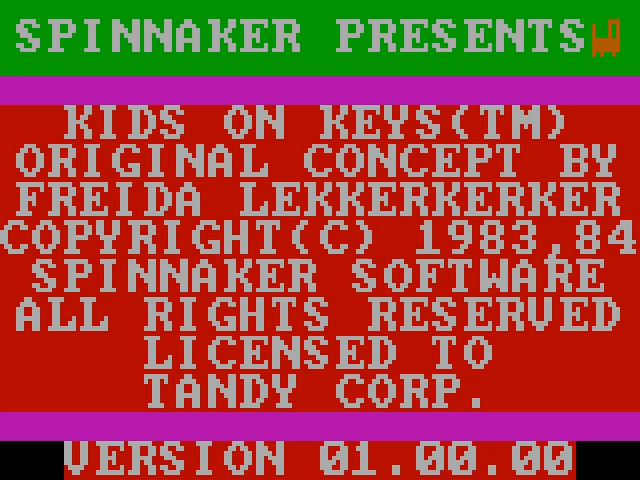 SPINNAKER PRESENTS
KIDS ON KEYS(TM)
ORIGINAL CONCEPT BY
FREIDA LEKKERKERKER
COPYRIGHT(C) 1983,84
SPINNAKER SOFTWARE
ALL RIGHTS RESERVED
LICENSED TO
TANDY CORP.
VERSION 01.00.00